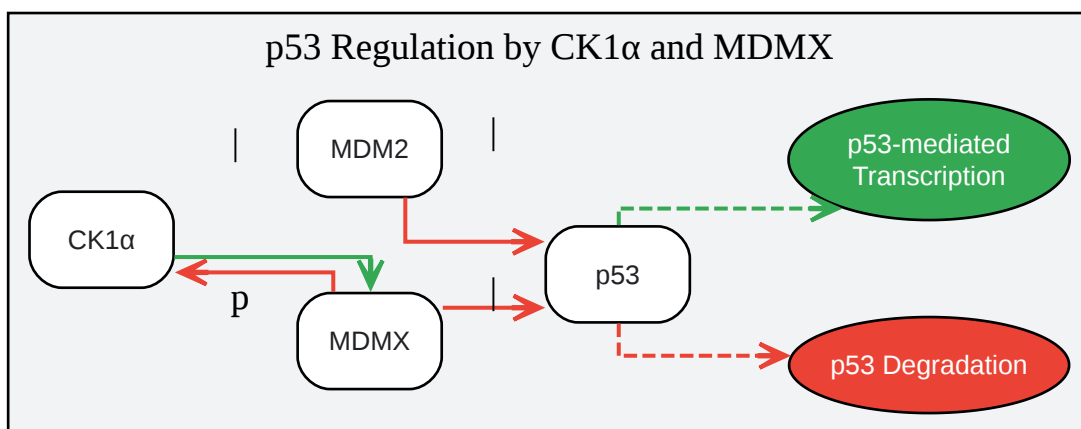 p53 Regulation by CK1α and MDMX
|
MDM2
|
p53-mediated
Transcription
CK1α
p53
p
|
MDMX
p53 Degradation